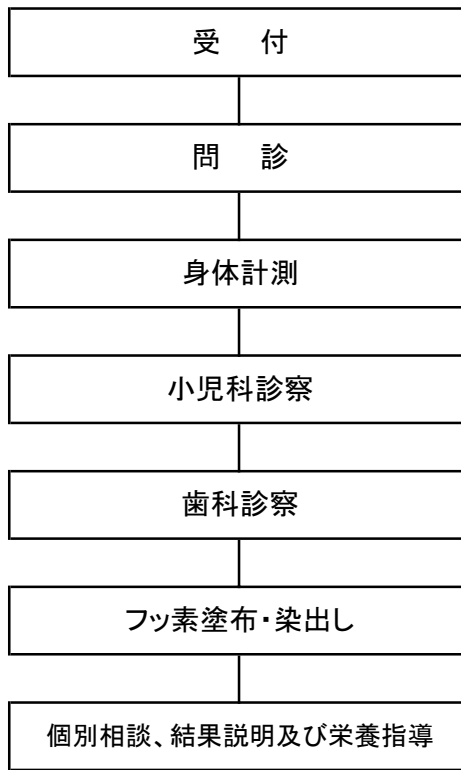 受　付
問　診
身体計測
小児科診察
歯科診察
フッ素塗布・染出し
個別相談、結果説明及び栄養指導